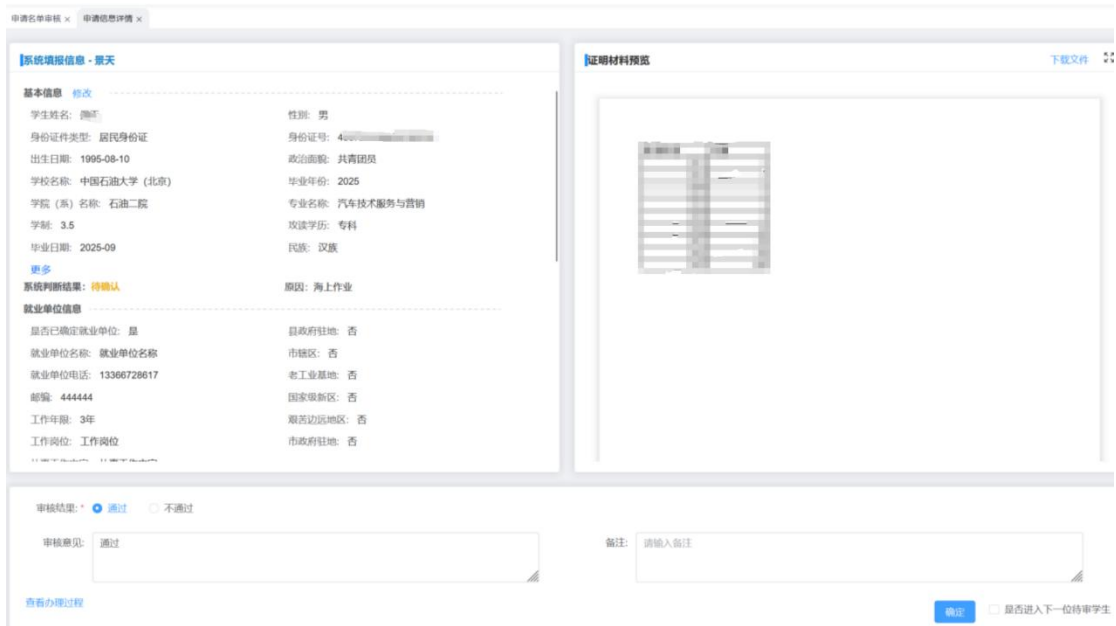 申请名单审核 × 申请信息详情 ×
系统填报信息 - 景天
基本信息 修改
学生姓名:
性别: 男
身份证件类型: 居民身份证
身份证号: 4
出生日期: 1995-08-10
政治面貌: 共青团员
学校名称: 中国石油大学（北京）
毕业年份: 2025
学院（系）名称: 石油二院
专业名称: 汽车技术服务与营销
学制: 3.5
攻读学历: 专科
毕业日期: 2025-09
民族: 汉族
更多
系统判断结果: 待确认
原因: 海上作业
就业单位信息
是否已确定就业单位: 是
县政府驻地: 否
就业单位名称: 就业单位名称
市辖区: 否
就业单位电话: 13366728617
老工业基地: 否
邮编: 444444
国家级新区: 否
工作年限: 3年
艰苦边远地区: 否
工作岗位: 工作岗位
市政府驻地: 否
证明材料预览
下载文件
审核结果: * 通过 不通过
审核意见: 通过
备注: 请输入备注
查看办理过程
确定 是否进入下一位待审学生